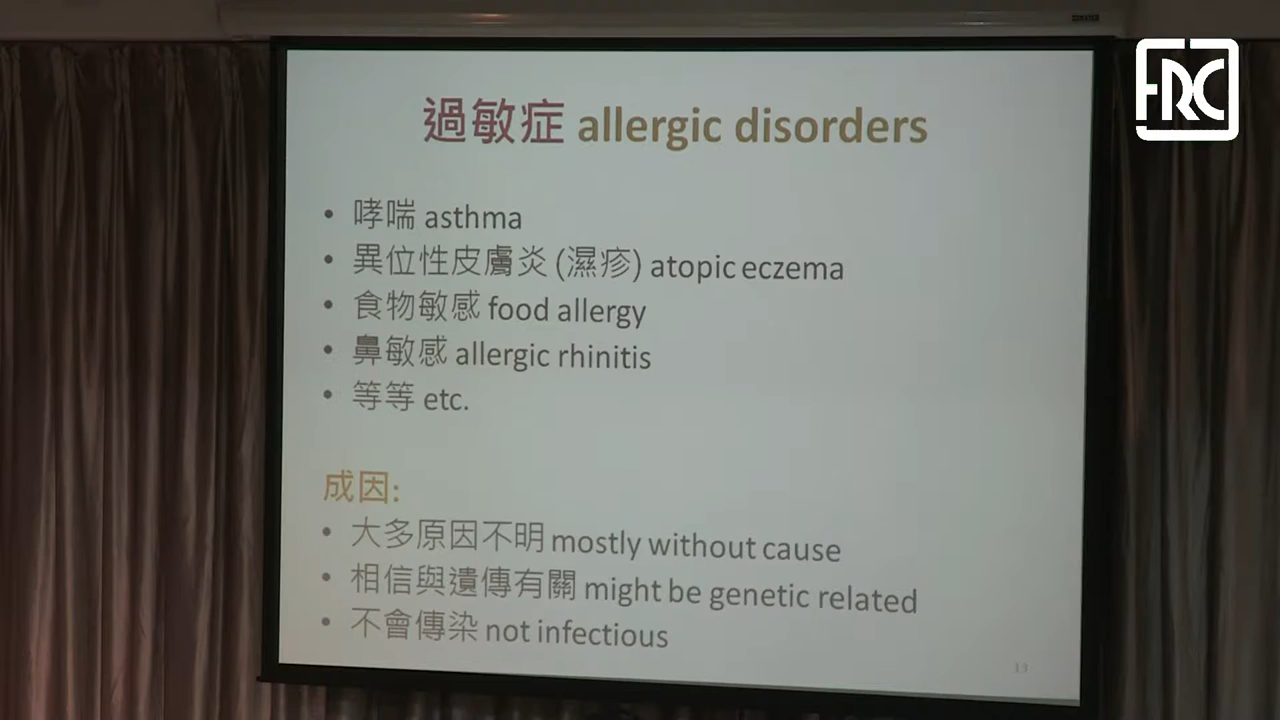 FRC
過敏症 allergic disorders
• 哮喘 asthma
• 異位性皮膚炎 (濕疹) atopic eczema
• 食物敏感 food allergy
• 鼻敏感 allergic rhinitis
• 等等 etc.
成因:
• 大多原因不明 mostly without cause
• 相信與遺傳有關 might be genetic related
• 不會傳染 not infectious
13